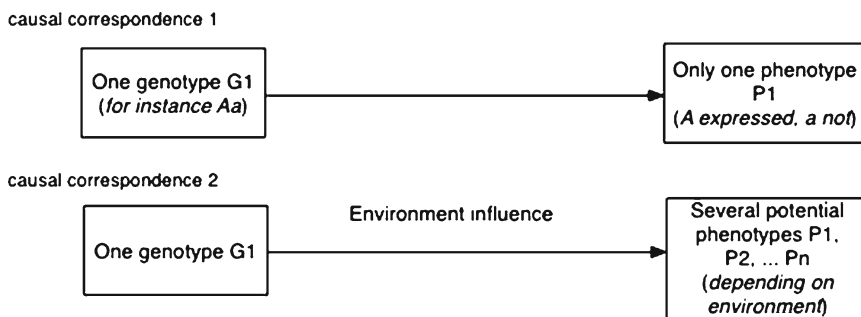 causal correspondence 1
One genotype G1
(for instance Aa)
Only one phenotype
P1
(A expressed, a not)
causal correspondence 2
One genotype G1
Environment influence
Several potential
phenotypes P1,
P2, ... Pn
(depending on
environment)